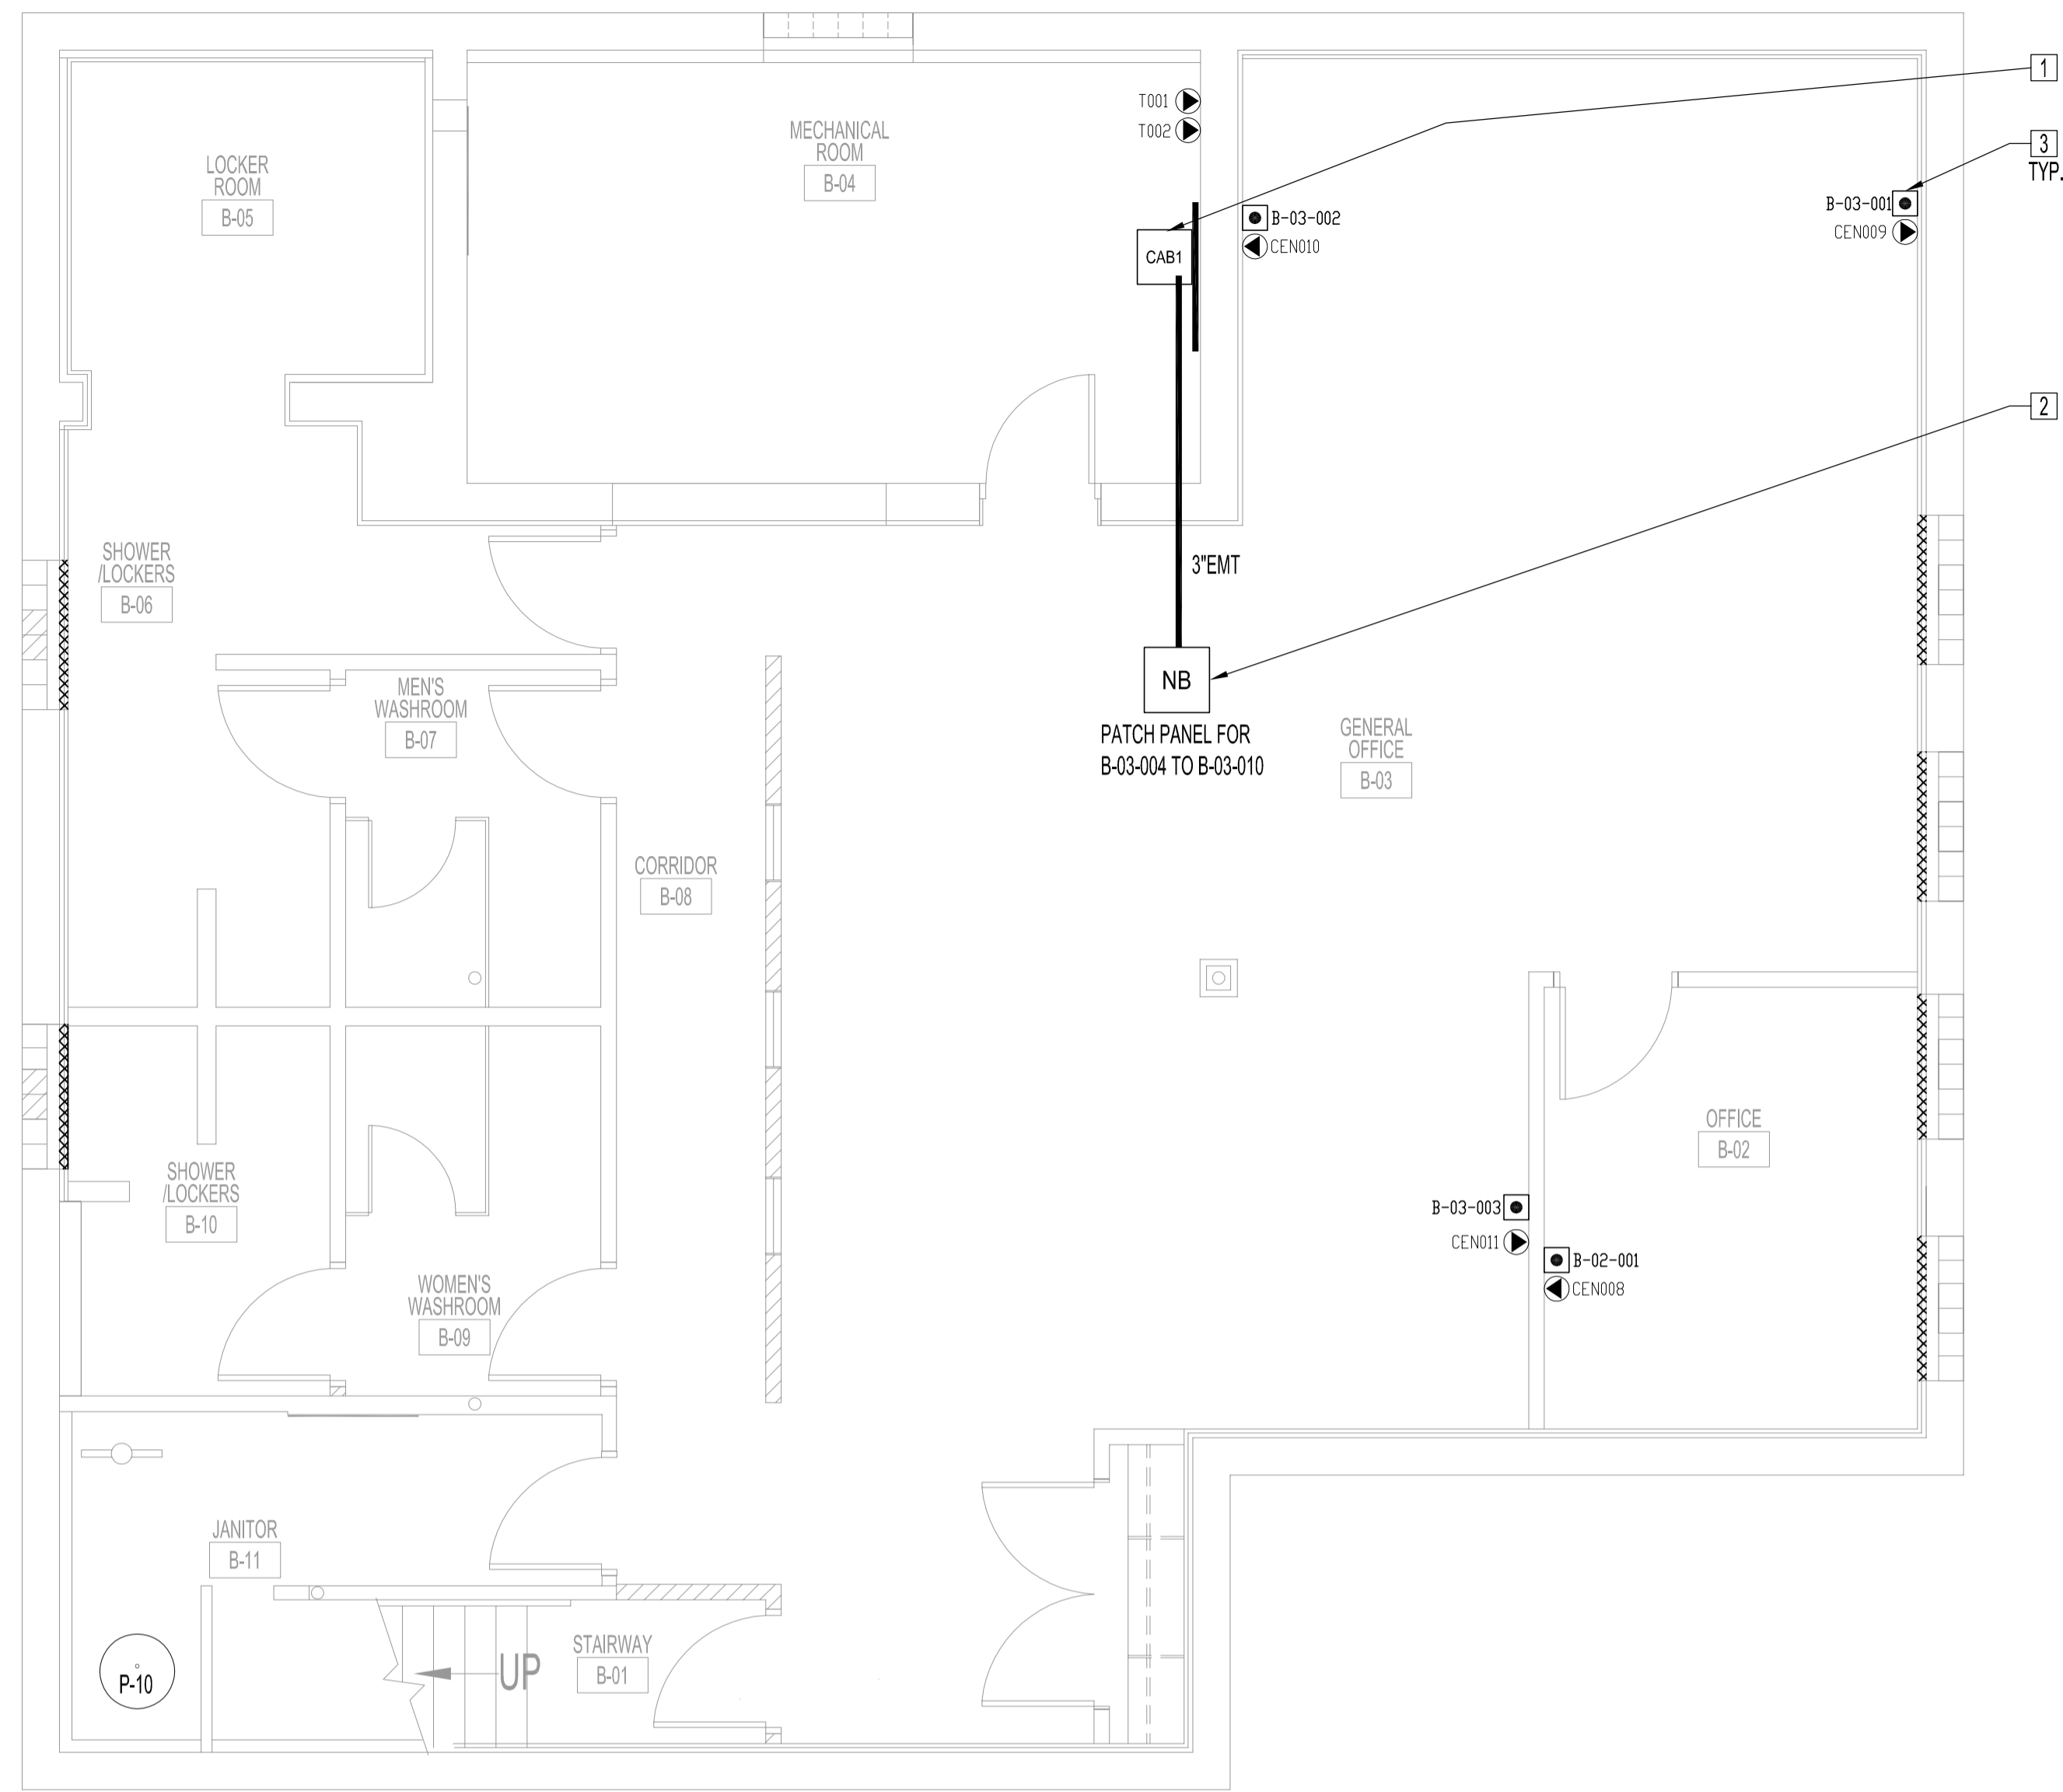 1
T001
MECHANICAL
ROOM
B-04
T002
3
TYP.
LOCKER
ROOM
B-05
B-03-001
B-03-002
CEN009
CEN010
CAB1
2
SHOWER
/LOCKERS
B-06
3"EMT
NB
MEN'S
WASHROOM
B-07
PATCH PANEL FOR
B-03-004 TO B-03-010
GENERAL
OFFICE
B-03
CORRIDOR
B-08
OFFICE
B-02
SHOWER
/LOCKERS
B-10
B-03-003
CEN011
B-02-001
CEN008
WOMEN'S
WASHROOM
B-09
JANITOR
B-11
STAIRWAY
B-01
UP
P-10